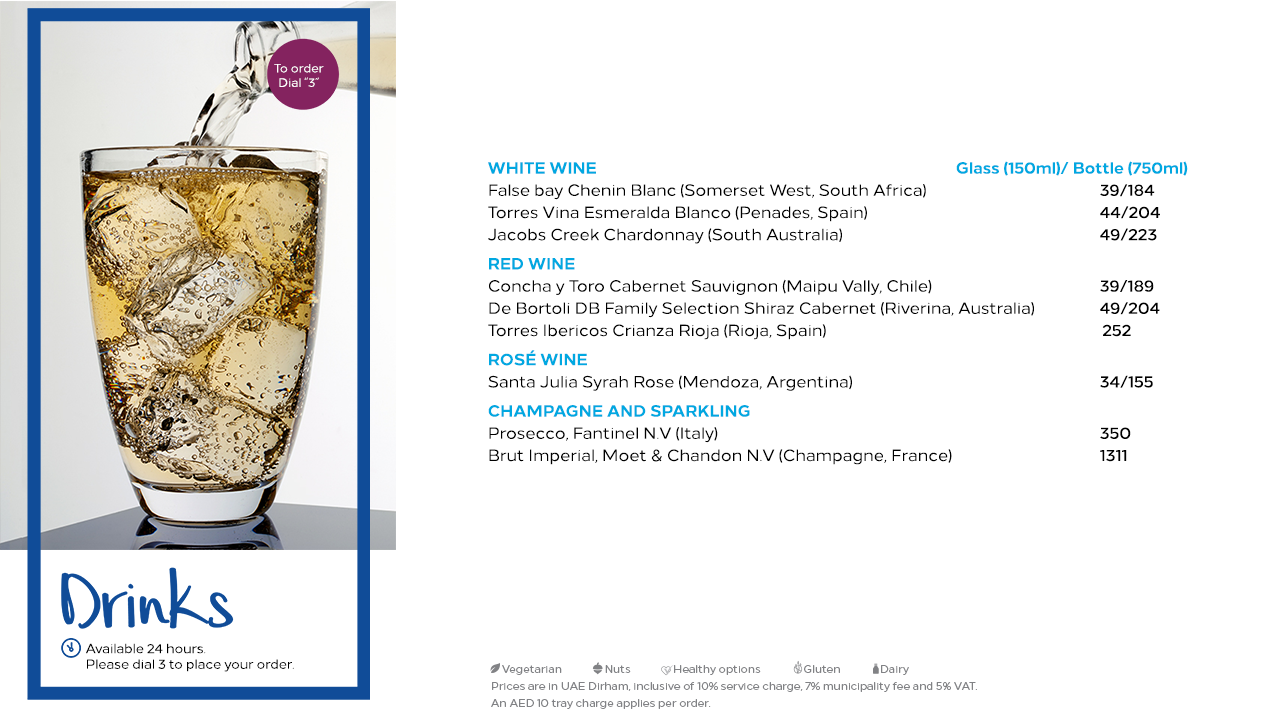 To order
Dial "3"
Drinks
Available 24 hours.
Please dial 3 to place your order.
WHITE WINE Glass (150ml)/ Bottle (750ml)
False bay Chenin Blanc (Somerset West, South Africa) 39/184
Torres Vina Esmeralda Blanco (Penades, Spain) 44/204
Jacobs Creek Chardonnay (South Australia) 49/223
RED WINE
Concha y Toro Cabernet Sauvignon (Maipu Vally, Chile) 39/189
De Bortoli DB Family Selection Shiraz Cabernet (Riverina, Australia) 49/204
Torres Ibericos Crianza Rioja (Rioja, Spain) 252
ROSÉ WINE
Santa Julia Syrah Rose (Mendoza, Argentina) 34/155
CHAMPAGNE AND SPARKLING
Prosecco, Fantinel N.V (Italy) 350
Brut Imperial, Moet & Chandon N.V (Champagne, France) 1311
Vegetarian Nuts Healthy options Gluten Dairy
Prices are in UAE Dirham, inclusive of 10% service charge, 7% municipality fee and 5% VAT.
An AED 10 tray charge applies per order.